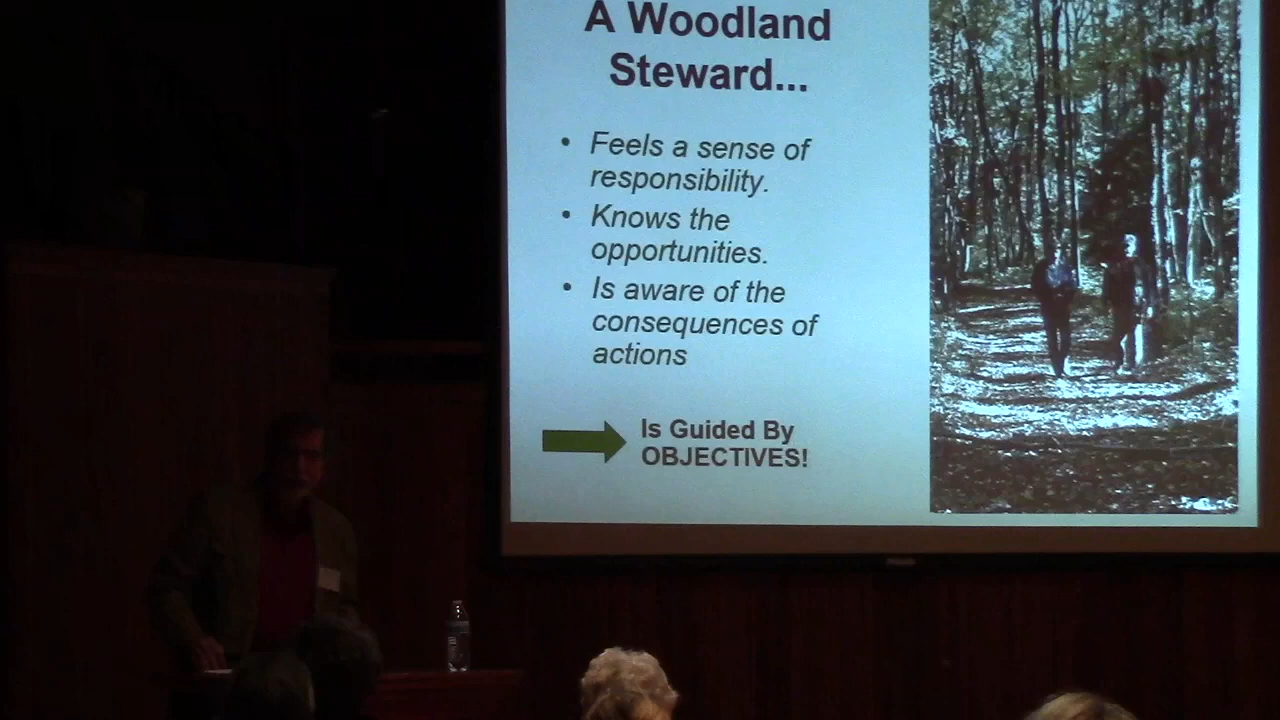 A Woodland
Steward...
• Feels a sense of
responsibility.
• Knows the
opportunities.
• Is aware of the
consequences of
actions
Is Guided By
OBJECTIVES!